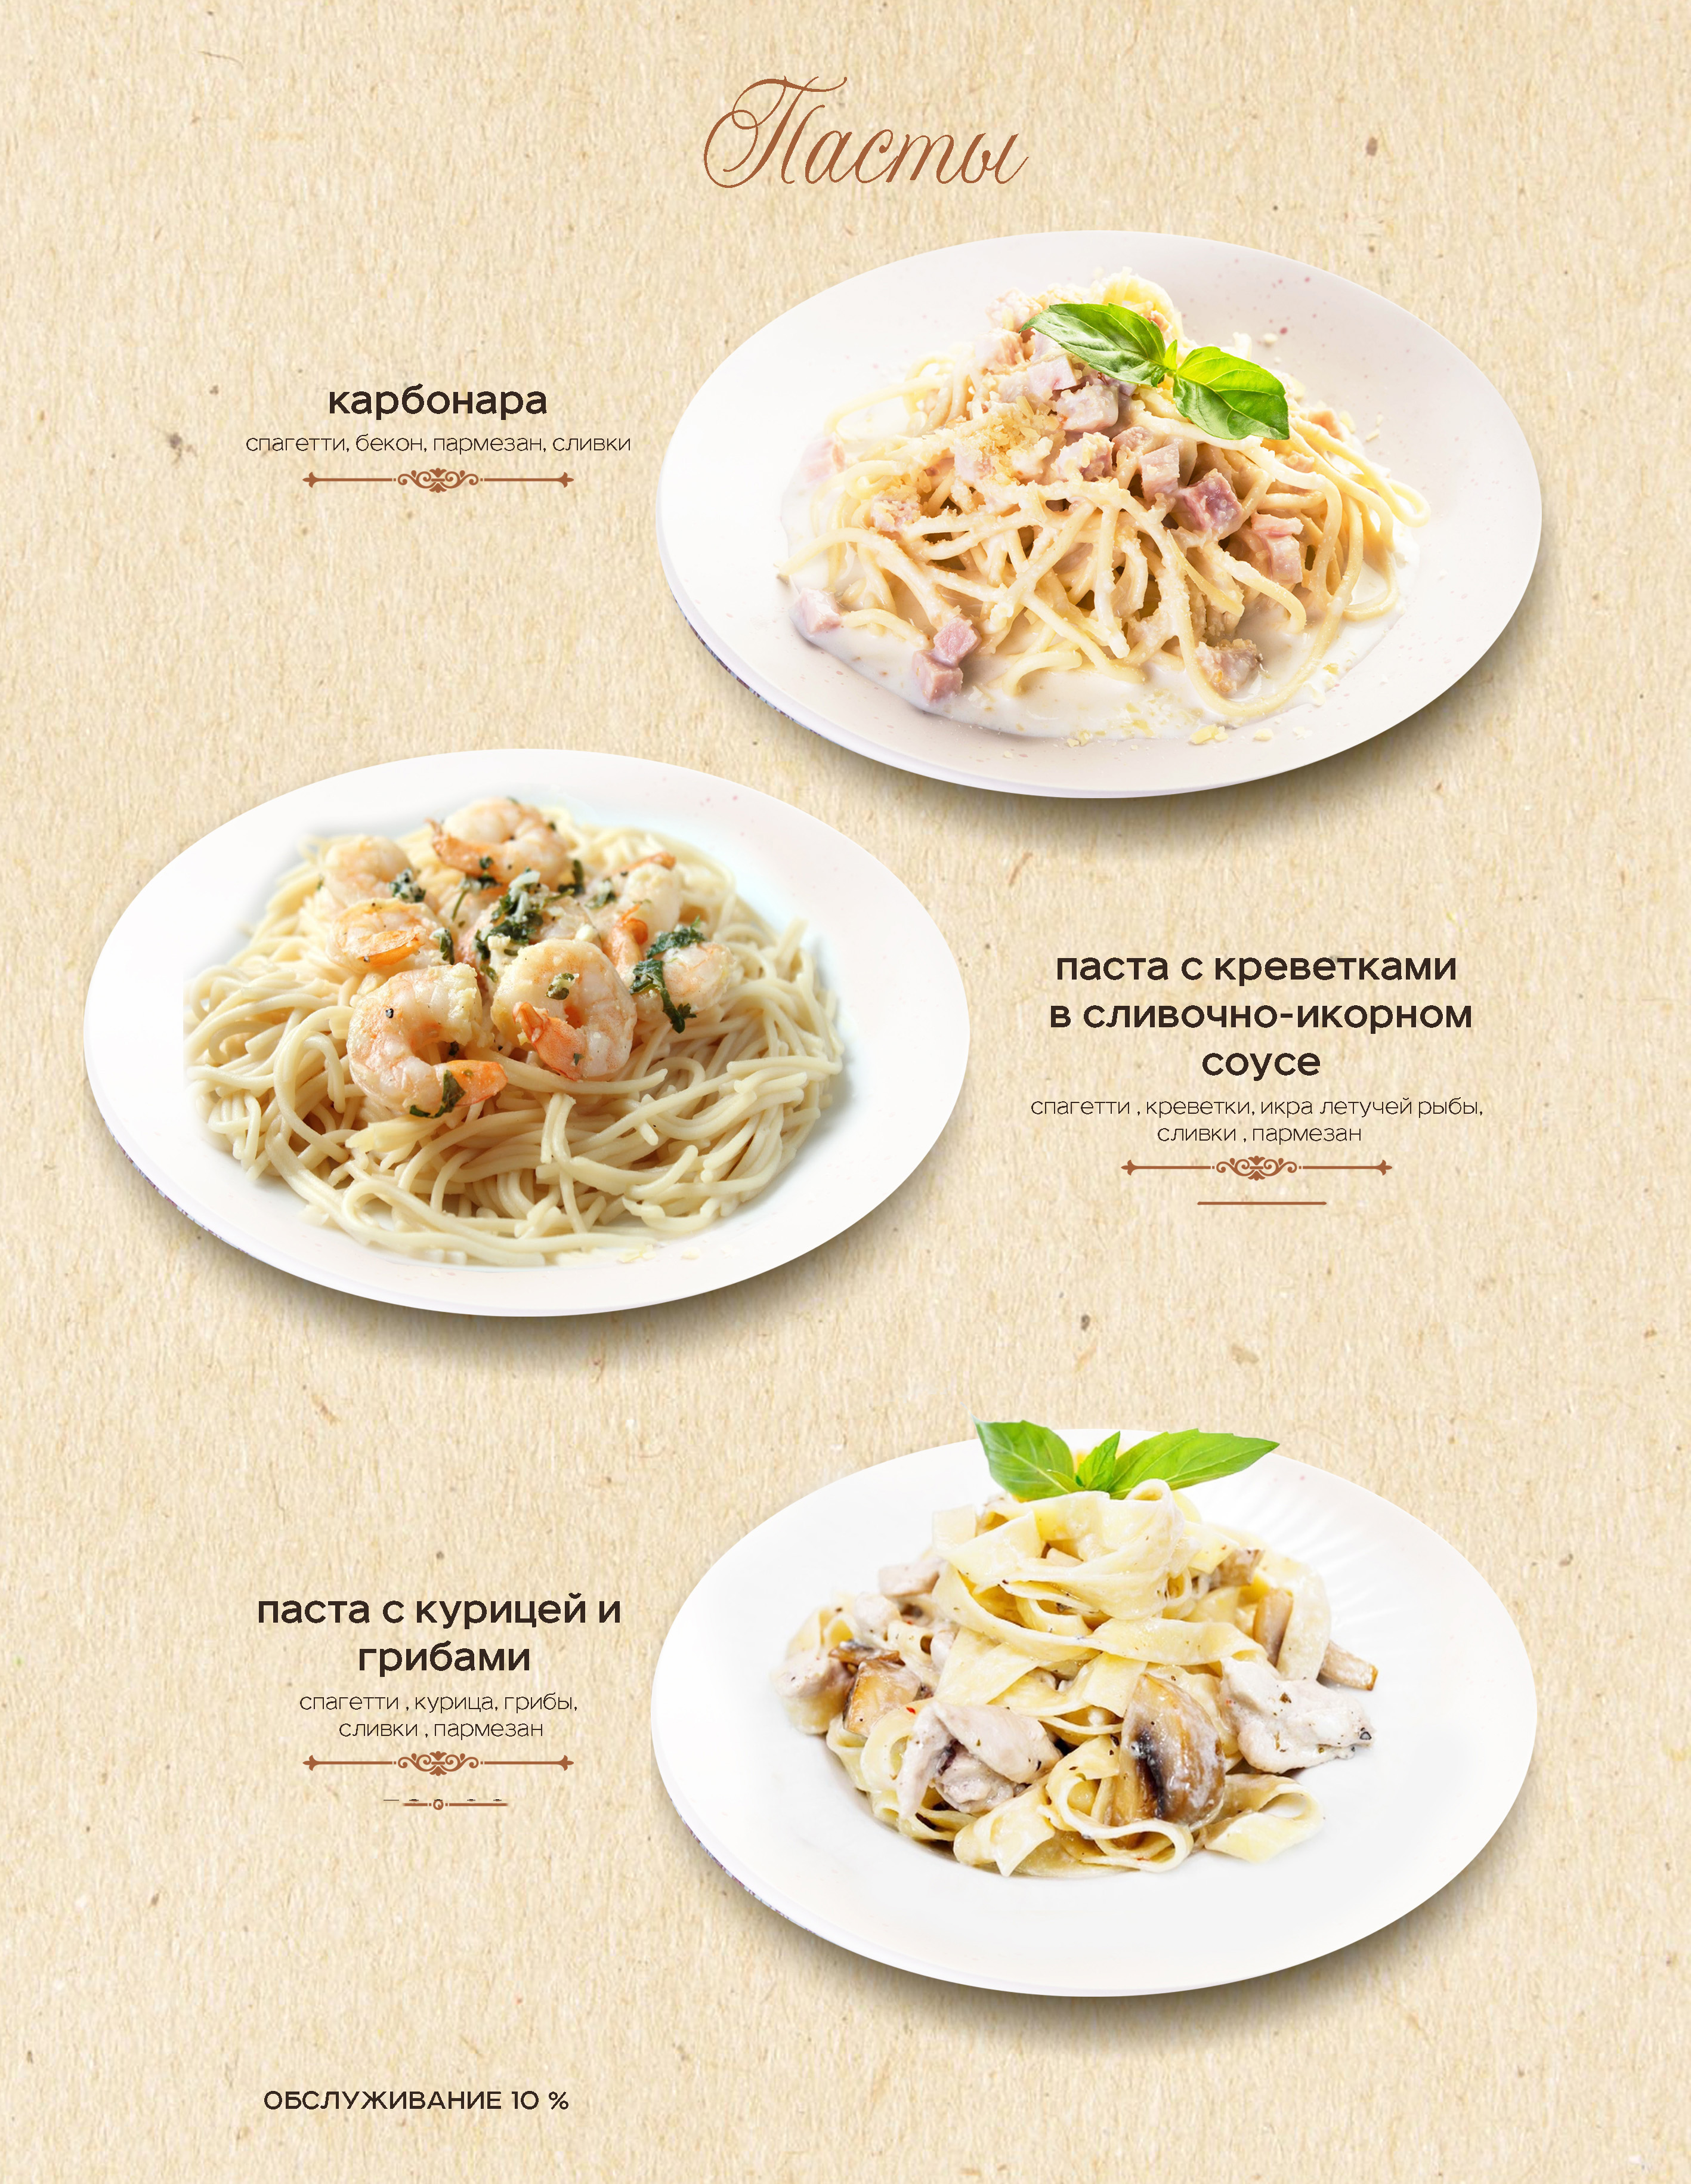 Пасты
карбонара
спагетти, бекон, пармезан, сливки
паста с креветками
в сливочно-икорном
соусе
спагетти , креветки, икра летучей рыбы,
сливки , пармезан
паста с курицей и
грибами
спагетти , курица, грибы,
сливки , пармезан
ОБСЛУЖИВАНИЕ 10 %